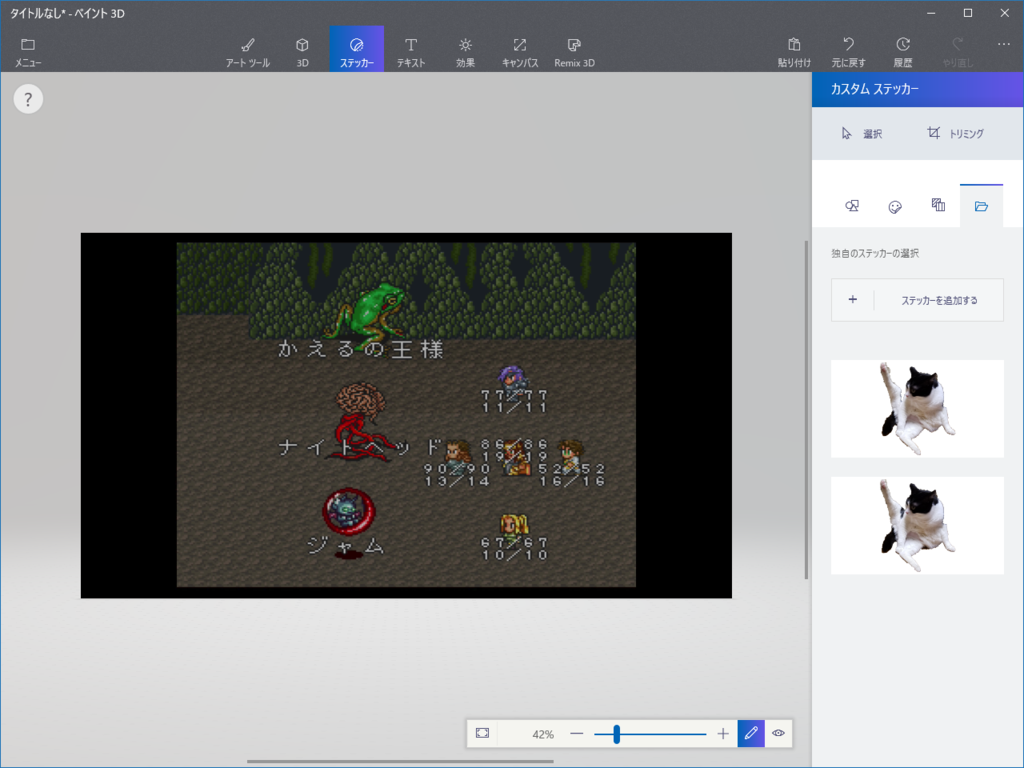 タイトルなし* - ペイント 3D
メニュー
アート ツール
3D
ステッカー
テキスト
効果
キャンバス
Remix 3D
貼り付け
元に戻す
履歴
やり直し
?
カスタム ステッカー
選択
トリミング
独自のステッカーの選択
+ ステッカーを追加する
かえるの王様
77/77
11/11
ナイトヘッド
86/86
19/19
90/90
13/14
52/52
16/16
ジャム
67/67
10/10
42%